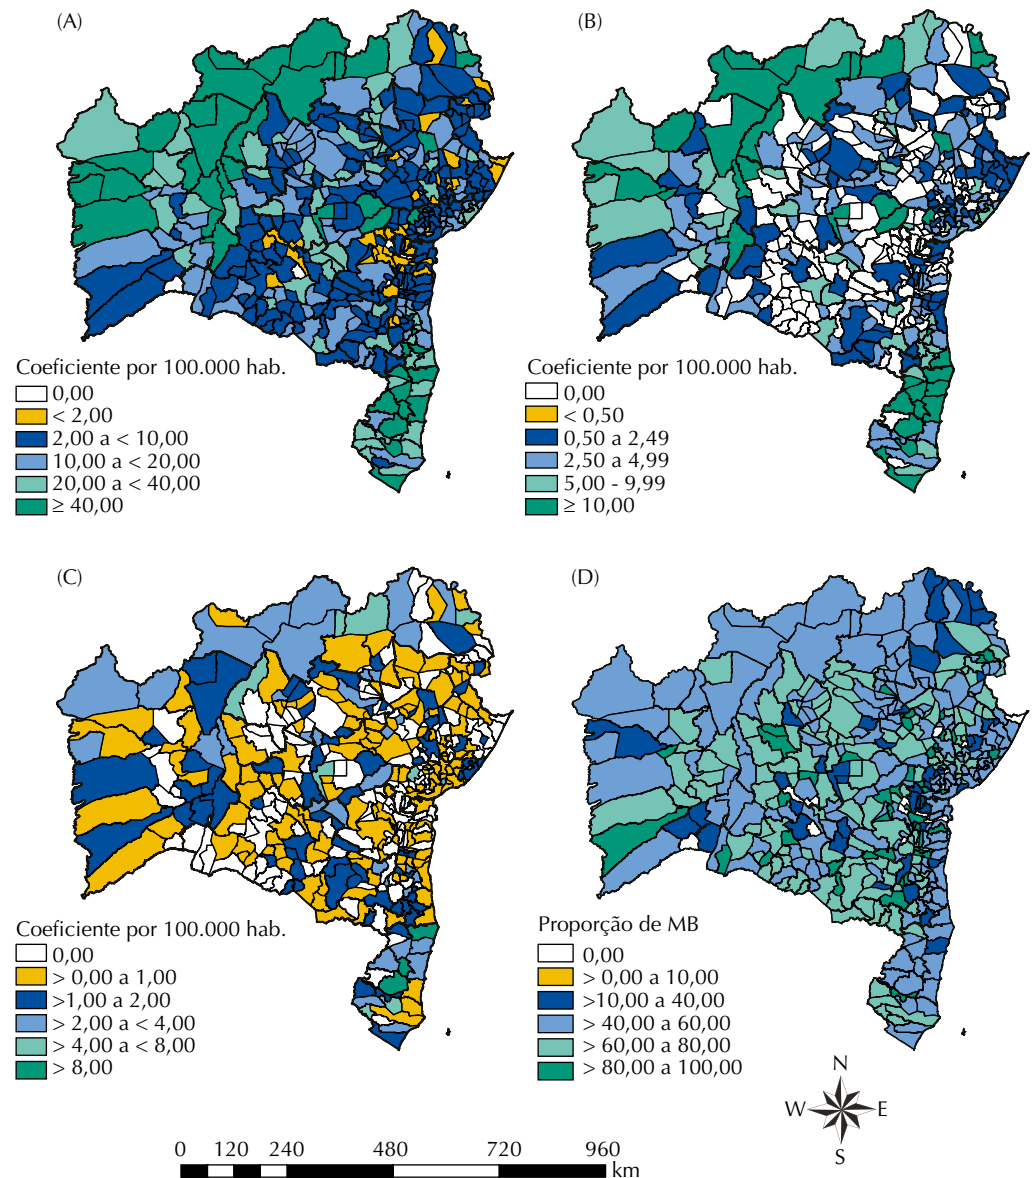 (A)
(B)
Coeficiente por 100.000 hab.
0,00
< 2,00
2,00 a < 10,00
10,00 a < 20,00
20,00 a < 40,00
≥ 40,00
Coeficiente por 100.000 hab.
0,00
< 0,50
0,50 a 2,49
2,50 a 4,99
5,00 - 9,99
≥ 10,00
(C)
(D)
Coeficiente por 100.000 hab.
0,00
> 0,00 a 1,00
>1,00 a 2,00
> 2,00 a < 4,00
> 4,00 a < 8,00
> 8,00
Proporção de MB
0,00
> 0,00 a 10,00
>10,00 a 40,00
> 40,00 a 60,00
> 60,00 a 80,00
> 80,00 a 100,00
N
W E
S
0 120 240 480 720 960
km